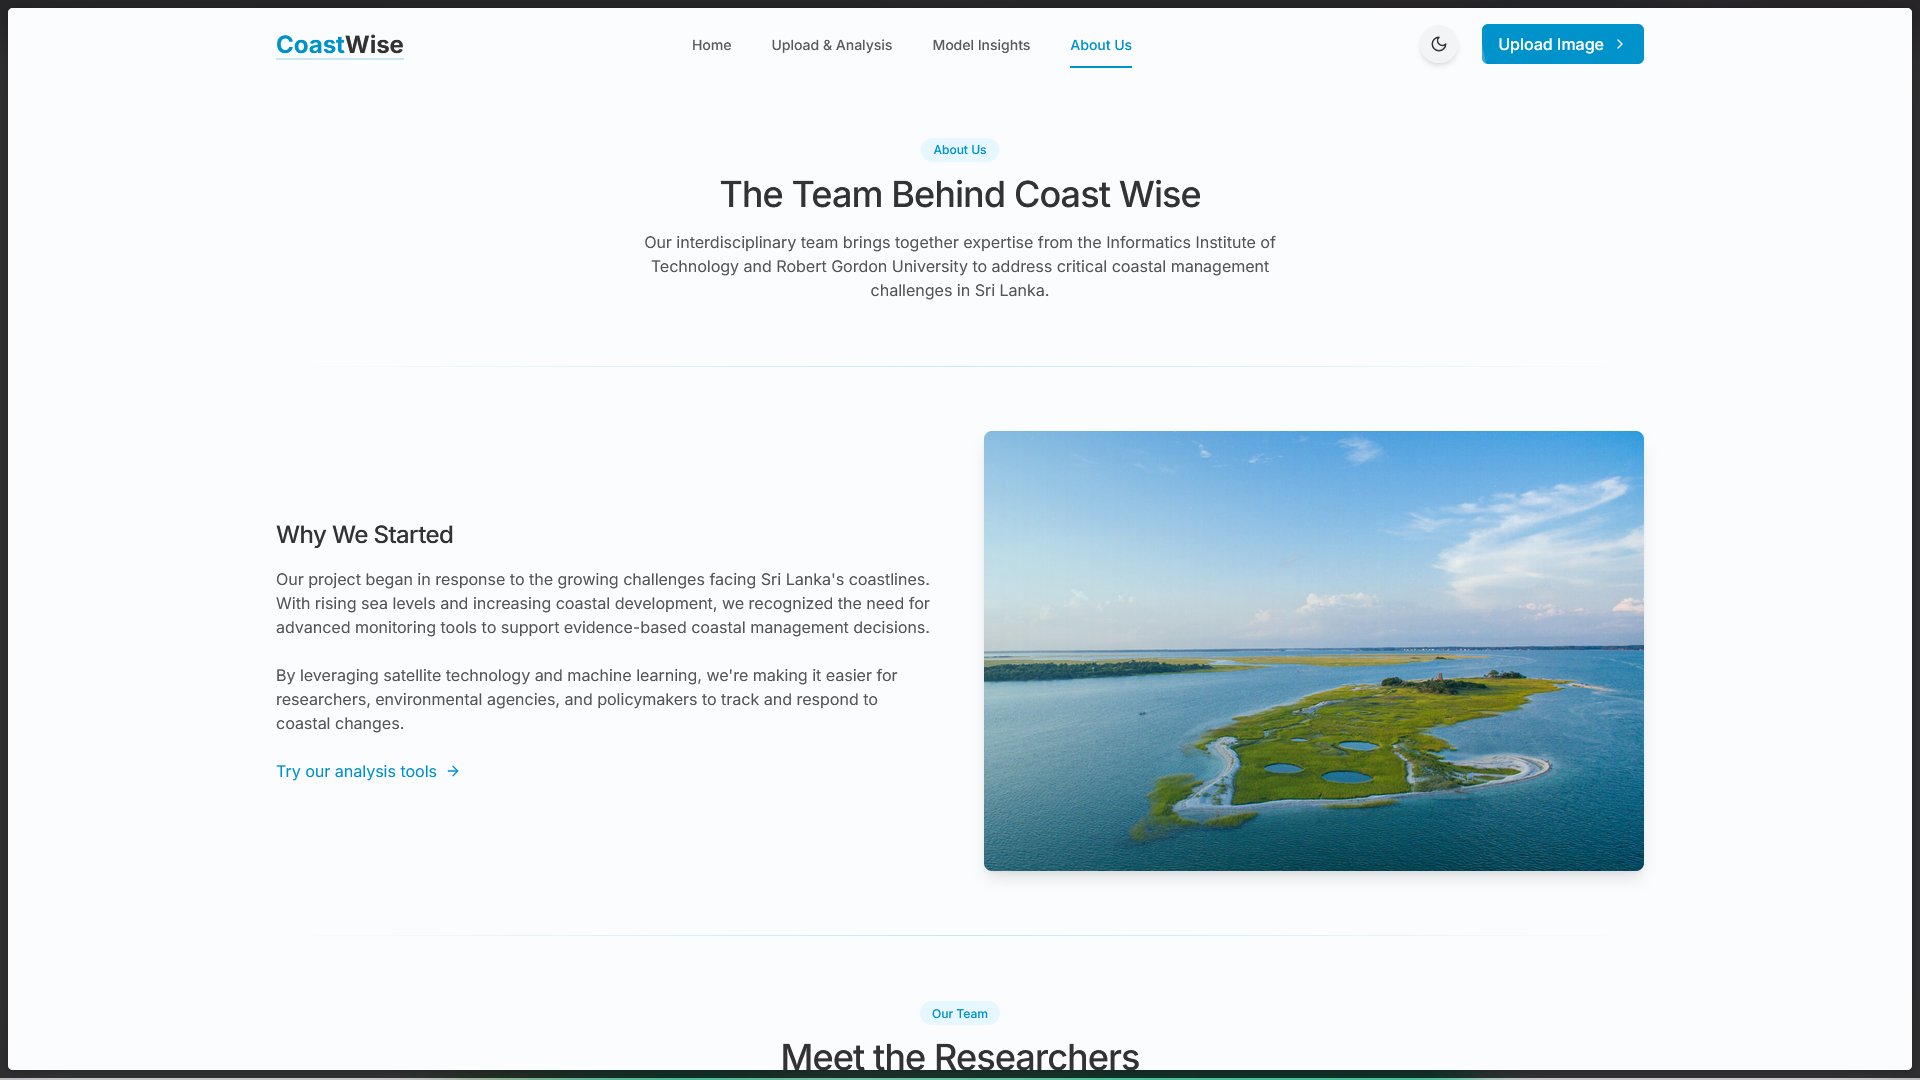 CoastWise
Home
Upload & Analysis
Model Insights
About Us
Upload Image
About Us
The Team Behind Coast Wise
Our interdisciplinary team brings together expertise from the Informatics Institute of
Technology and Robert Gordon University to address critical coastal management
challenges in Sri Lanka.
Why We Started
Our project began in response to the growing challenges facing Sri Lanka's coastlines.
With rising sea levels and increasing coastal development, we recognized the need for
advanced monitoring tools to support evidence-based coastal management decisions.
By leveraging satellite technology and machine learning, we're making it easier for
researchers, environmental agencies, and policymakers to track and respond to
coastal changes.
Try our analysis tools
Our Team
Meet the Researchers